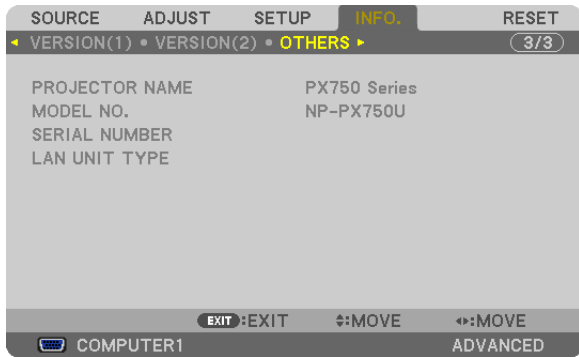 SOURCE ADJUST SETUP INFO. RESET
VERSION(1) • VERSION(2) • OTHERS 3/3
PROJECTOR NAME PX750 Series
MODEL NO. NP-PX750U
SERIAL NUMBER
LAN UNIT TYPE
EXIT :EXIT :MOVE :MOVE
COMPUTER1 ADVANCED